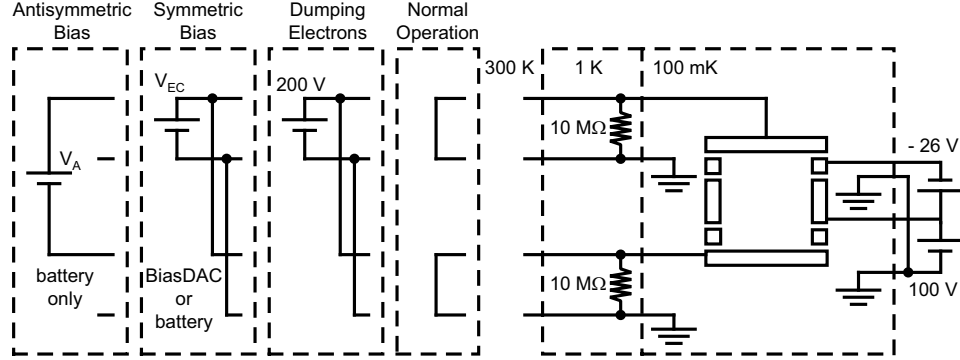 Antisymmetric
Bias
Symmetric
Bias
Dumping
Electrons
Normal
Operation
V_A
battery
only
V_EC
BiasDAC
or
battery
200 V
300 K
1 K
100 mK
10 MΩ
10 MΩ
- 26 V
100 V